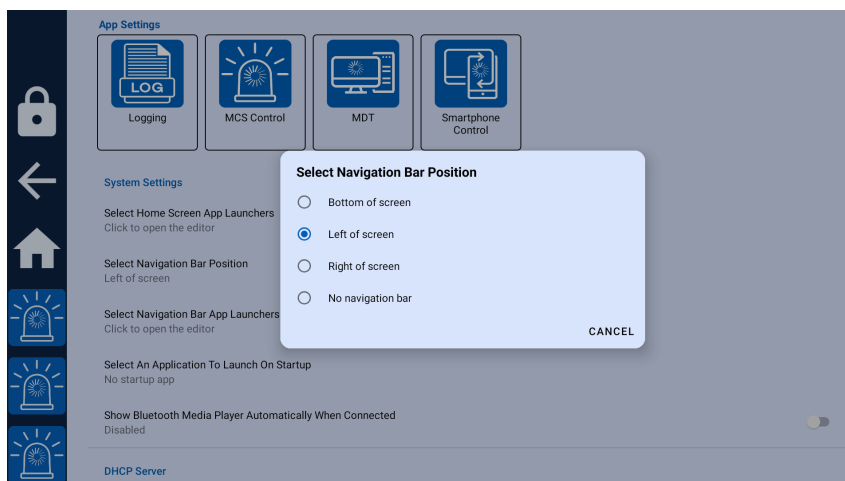 App Settings
LOG
Logging
MCS Control
MDT
Smartphone
Control
System Settings
Select Home Screen App Launchers
Click to open the editor
Select Navigation Bar Position
Left of screen
Select Navigation Bar App Launchers
Click to open the editor
Select An Application To Launch On Startup
No startup app
Show Bluetooth Media Player Automatically When Connected
Disabled
DHCP Server
Select Navigation Bar Position
Bottom of screen
Left of screen
Right of screen
No navigation bar
CANCEL